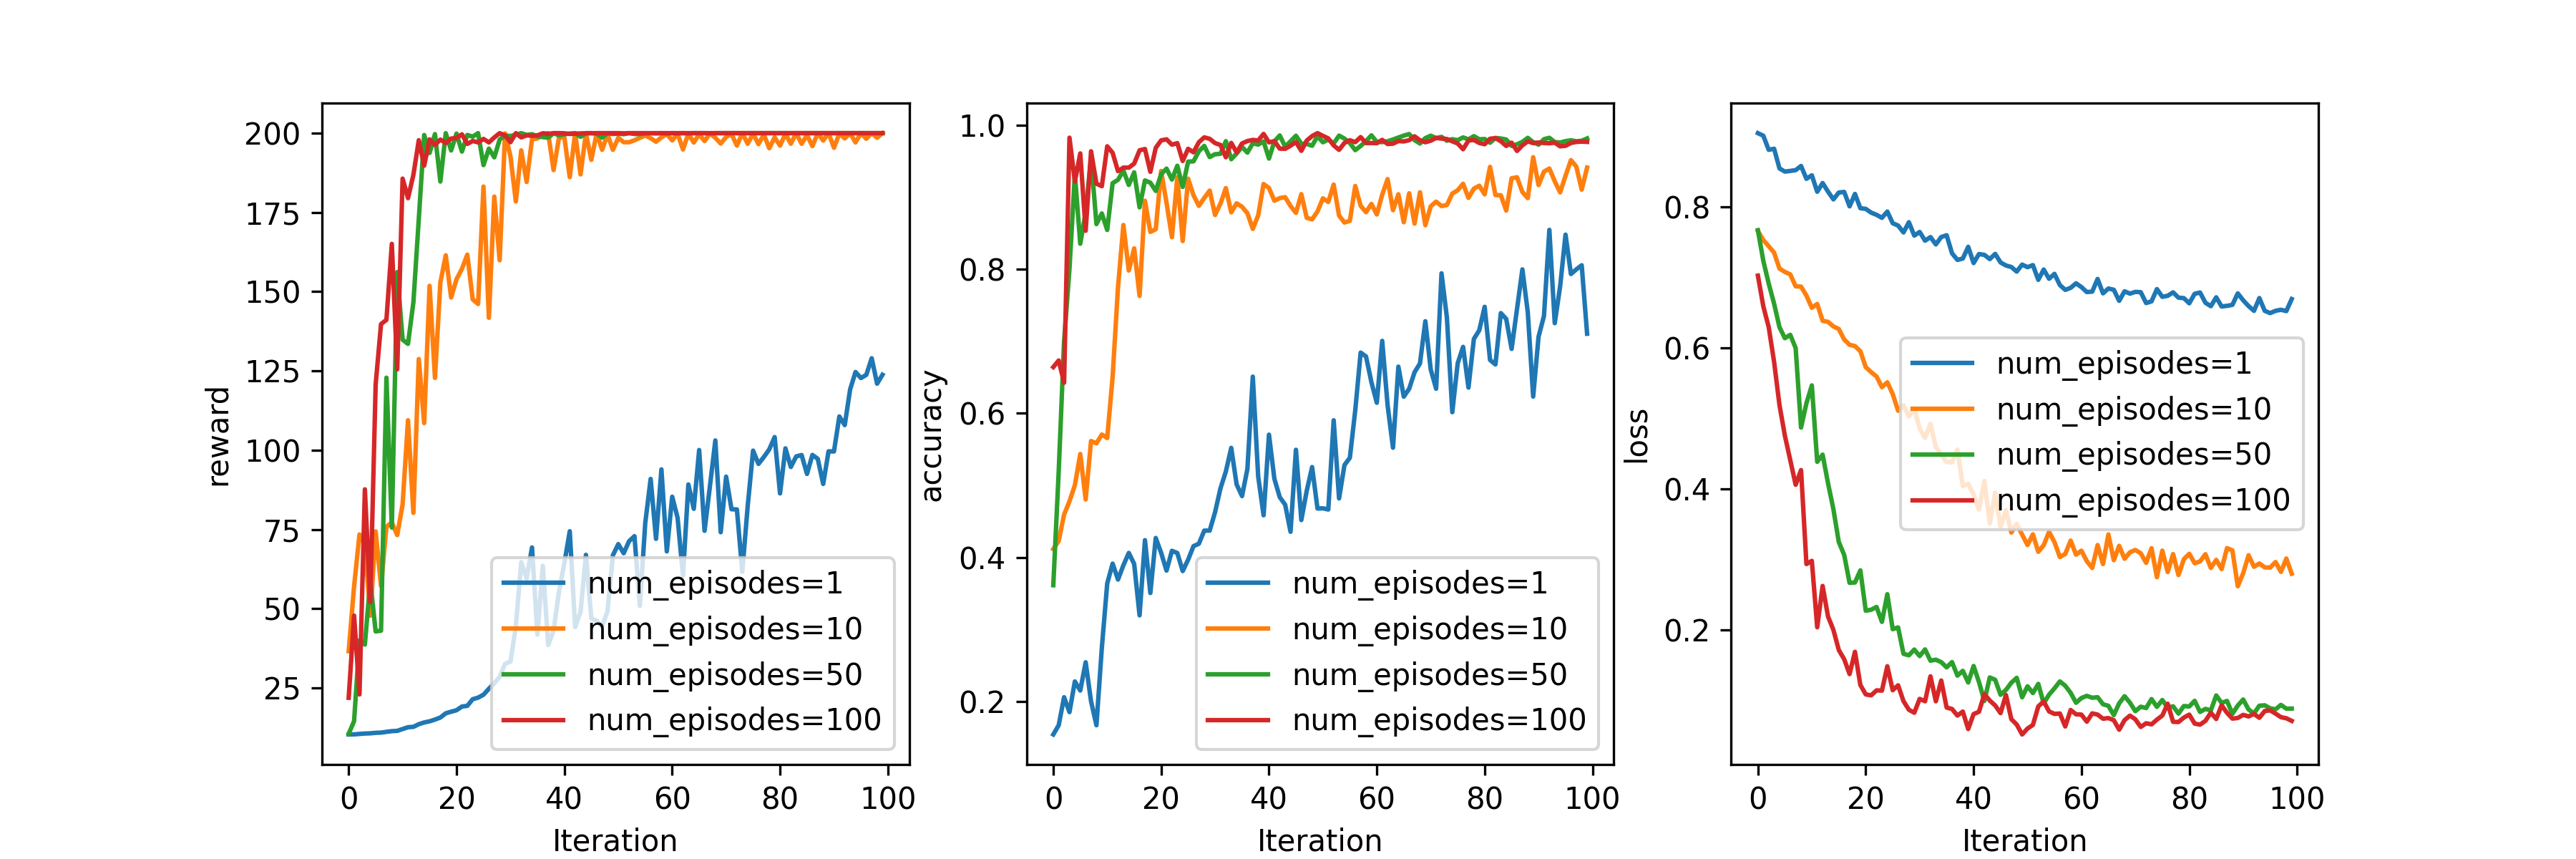 200
175
150
125
100
75
50
25
reward
0 20 40 60 80 100
Iteration
num_episodes=1
num_episodes=10
num_episodes=50
num_episodes=100
1.0
0.8
0.6
0.4
0.2
accuracy
0 20 40 60 80 100
Iteration
num_episodes=1
num_episodes=10
num_episodes=50
num_episodes=100
0.8
0.6
0.4
0.2
loss
0 20 40 60 80 100
Iteration
num_episodes=1
num_episodes=10
num_episodes=50
num_episodes=100